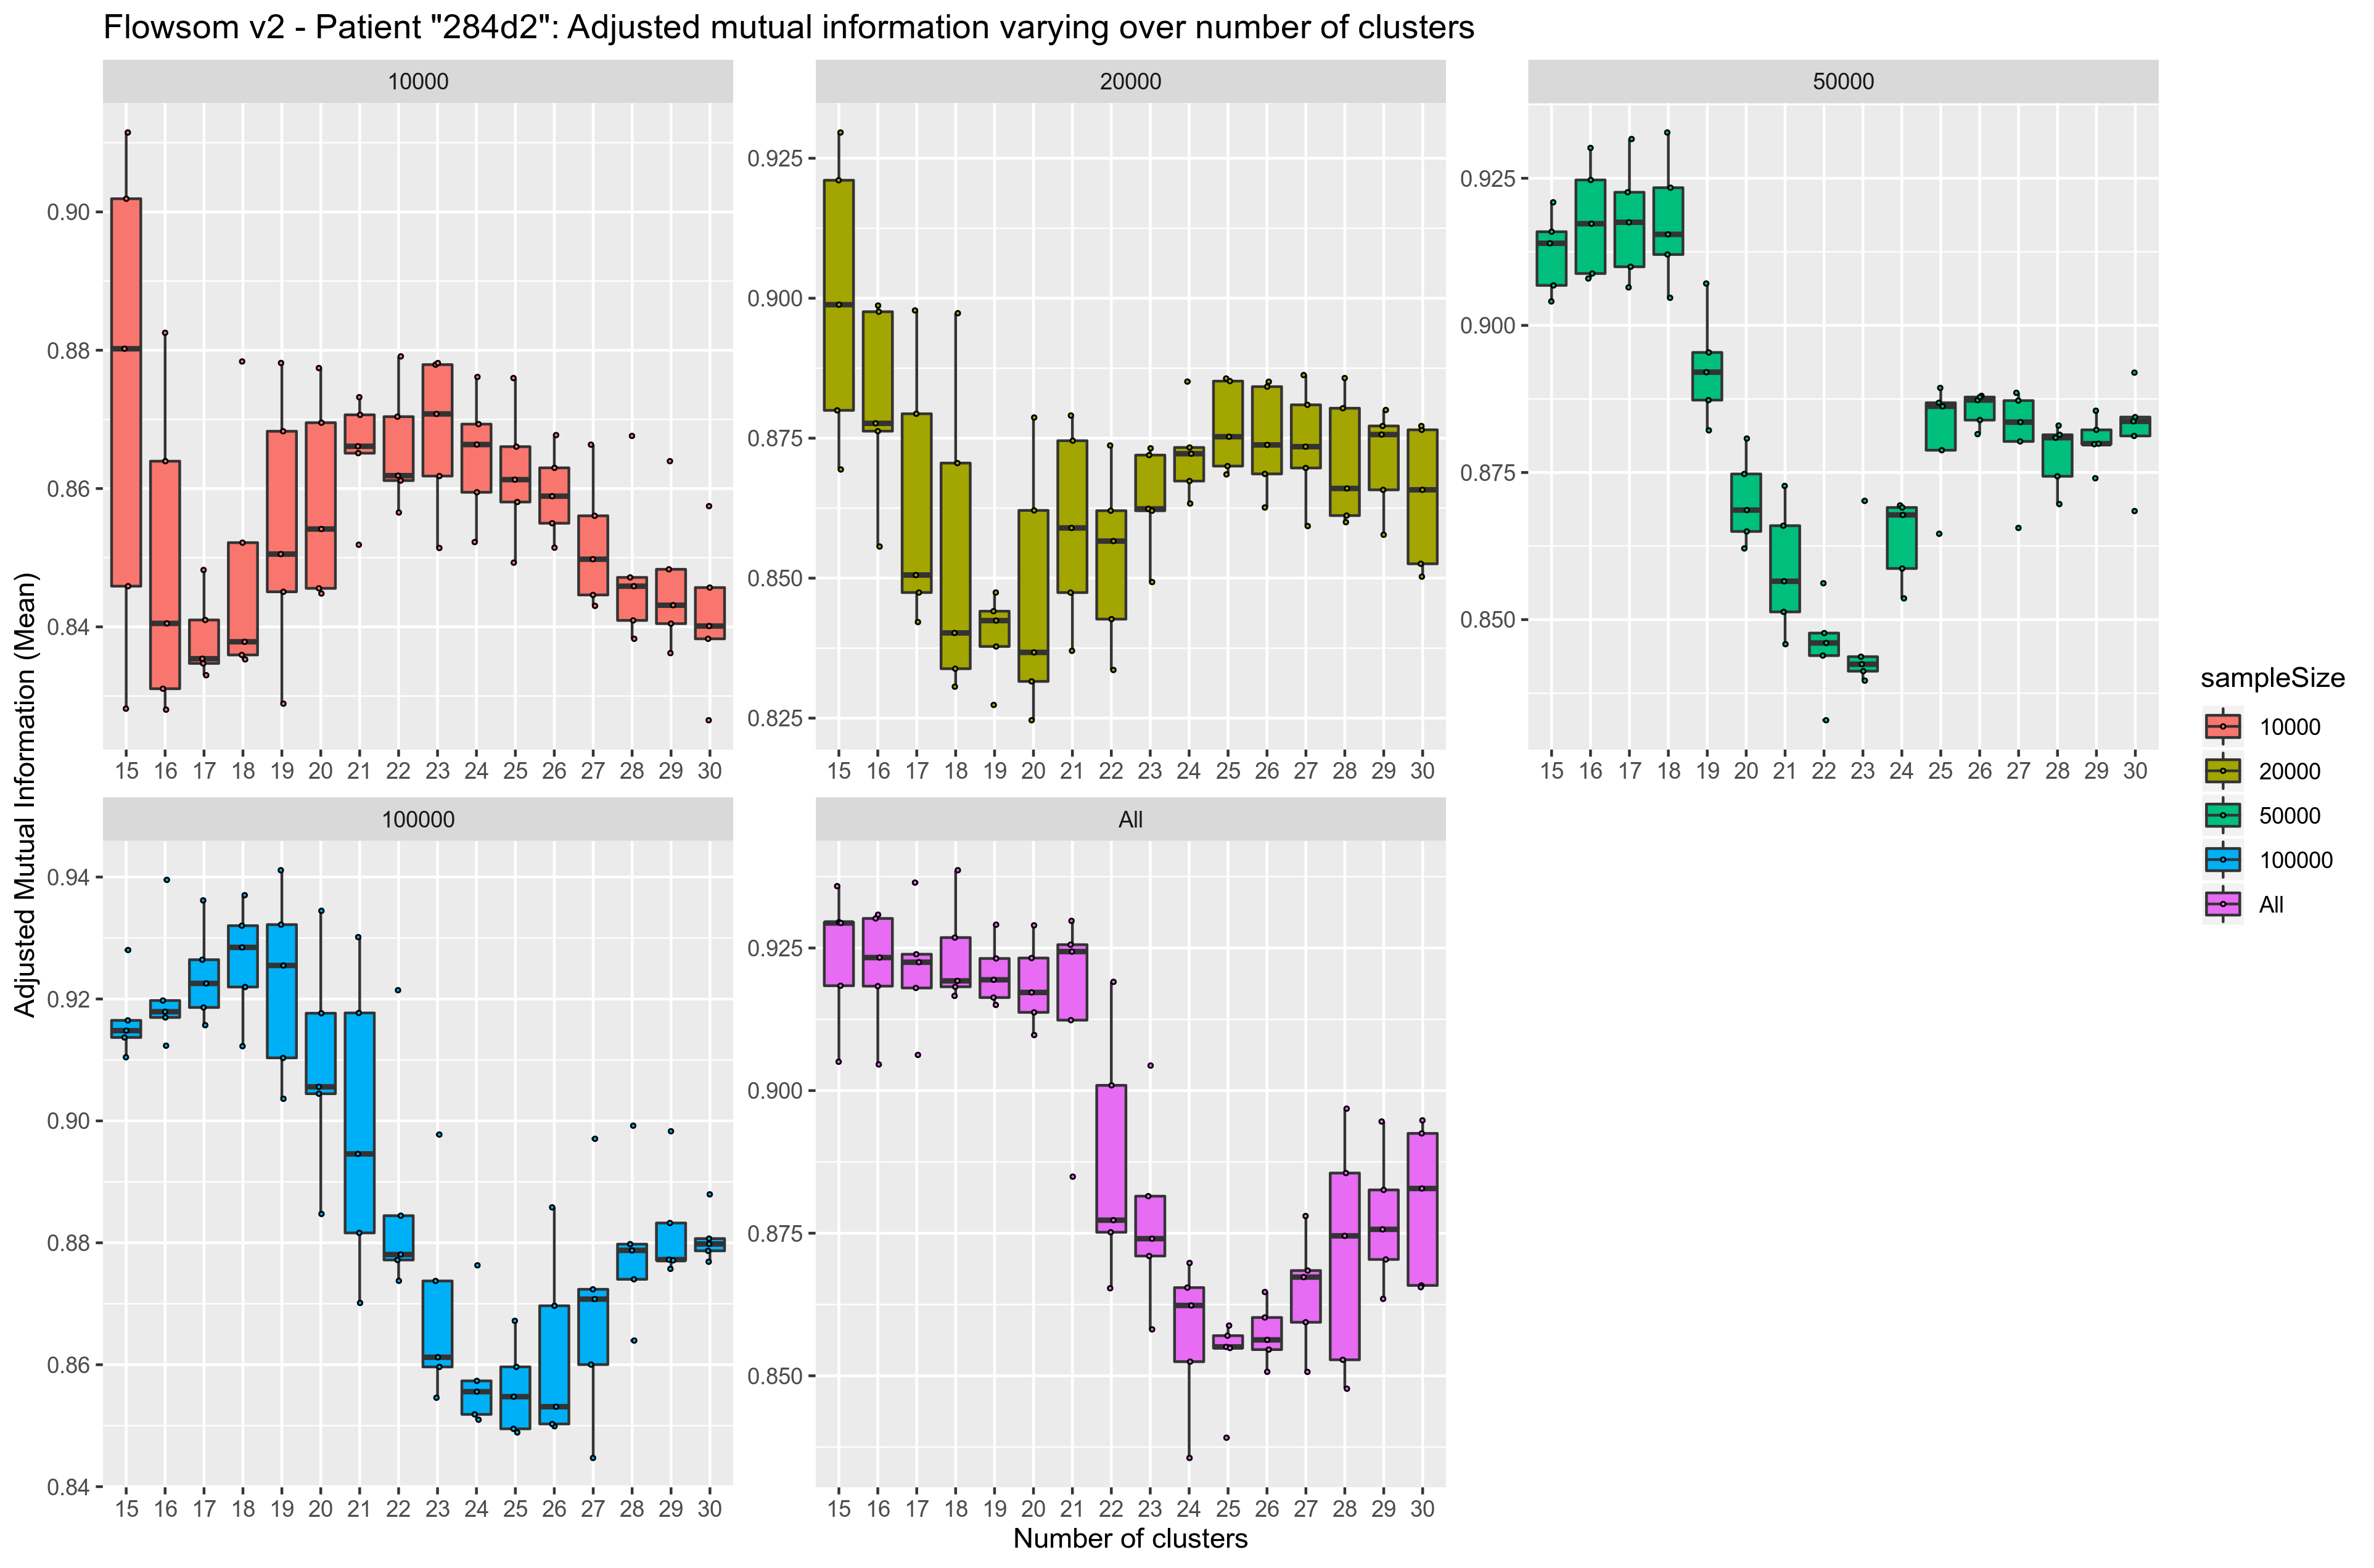 Flowsom v2 - Patient "284d2": Adjusted mutual information varying over number of clusters
10000
20000
50000
0.90
0.88
0.86
0.84
0.925
0.900
0.875
0.850
0.825
0.925
0.900
0.875
0.850
15 16 17 18 19 20 21 22 23 24 25 26 27 28 29 30
15 16 17 18 19 20 21 22 23 24 25 26 27 28 29 30
15 16 17 18 19 20 21 22 23 24 25 26 27 28 29 30
Adjusted Mutual Information (Mean)
100000
All
0.94
0.92
0.90
0.88
0.86
0.84
0.925
0.900
0.875
0.850
15 16 17 18 19 20 21 22 23 24 25 26 27 28 29 30
15 16 17 18 19 20 21 22 23 24 25 26 27 28 29 30
Number of clusters
sampleSize
10000
20000
50000
100000
All